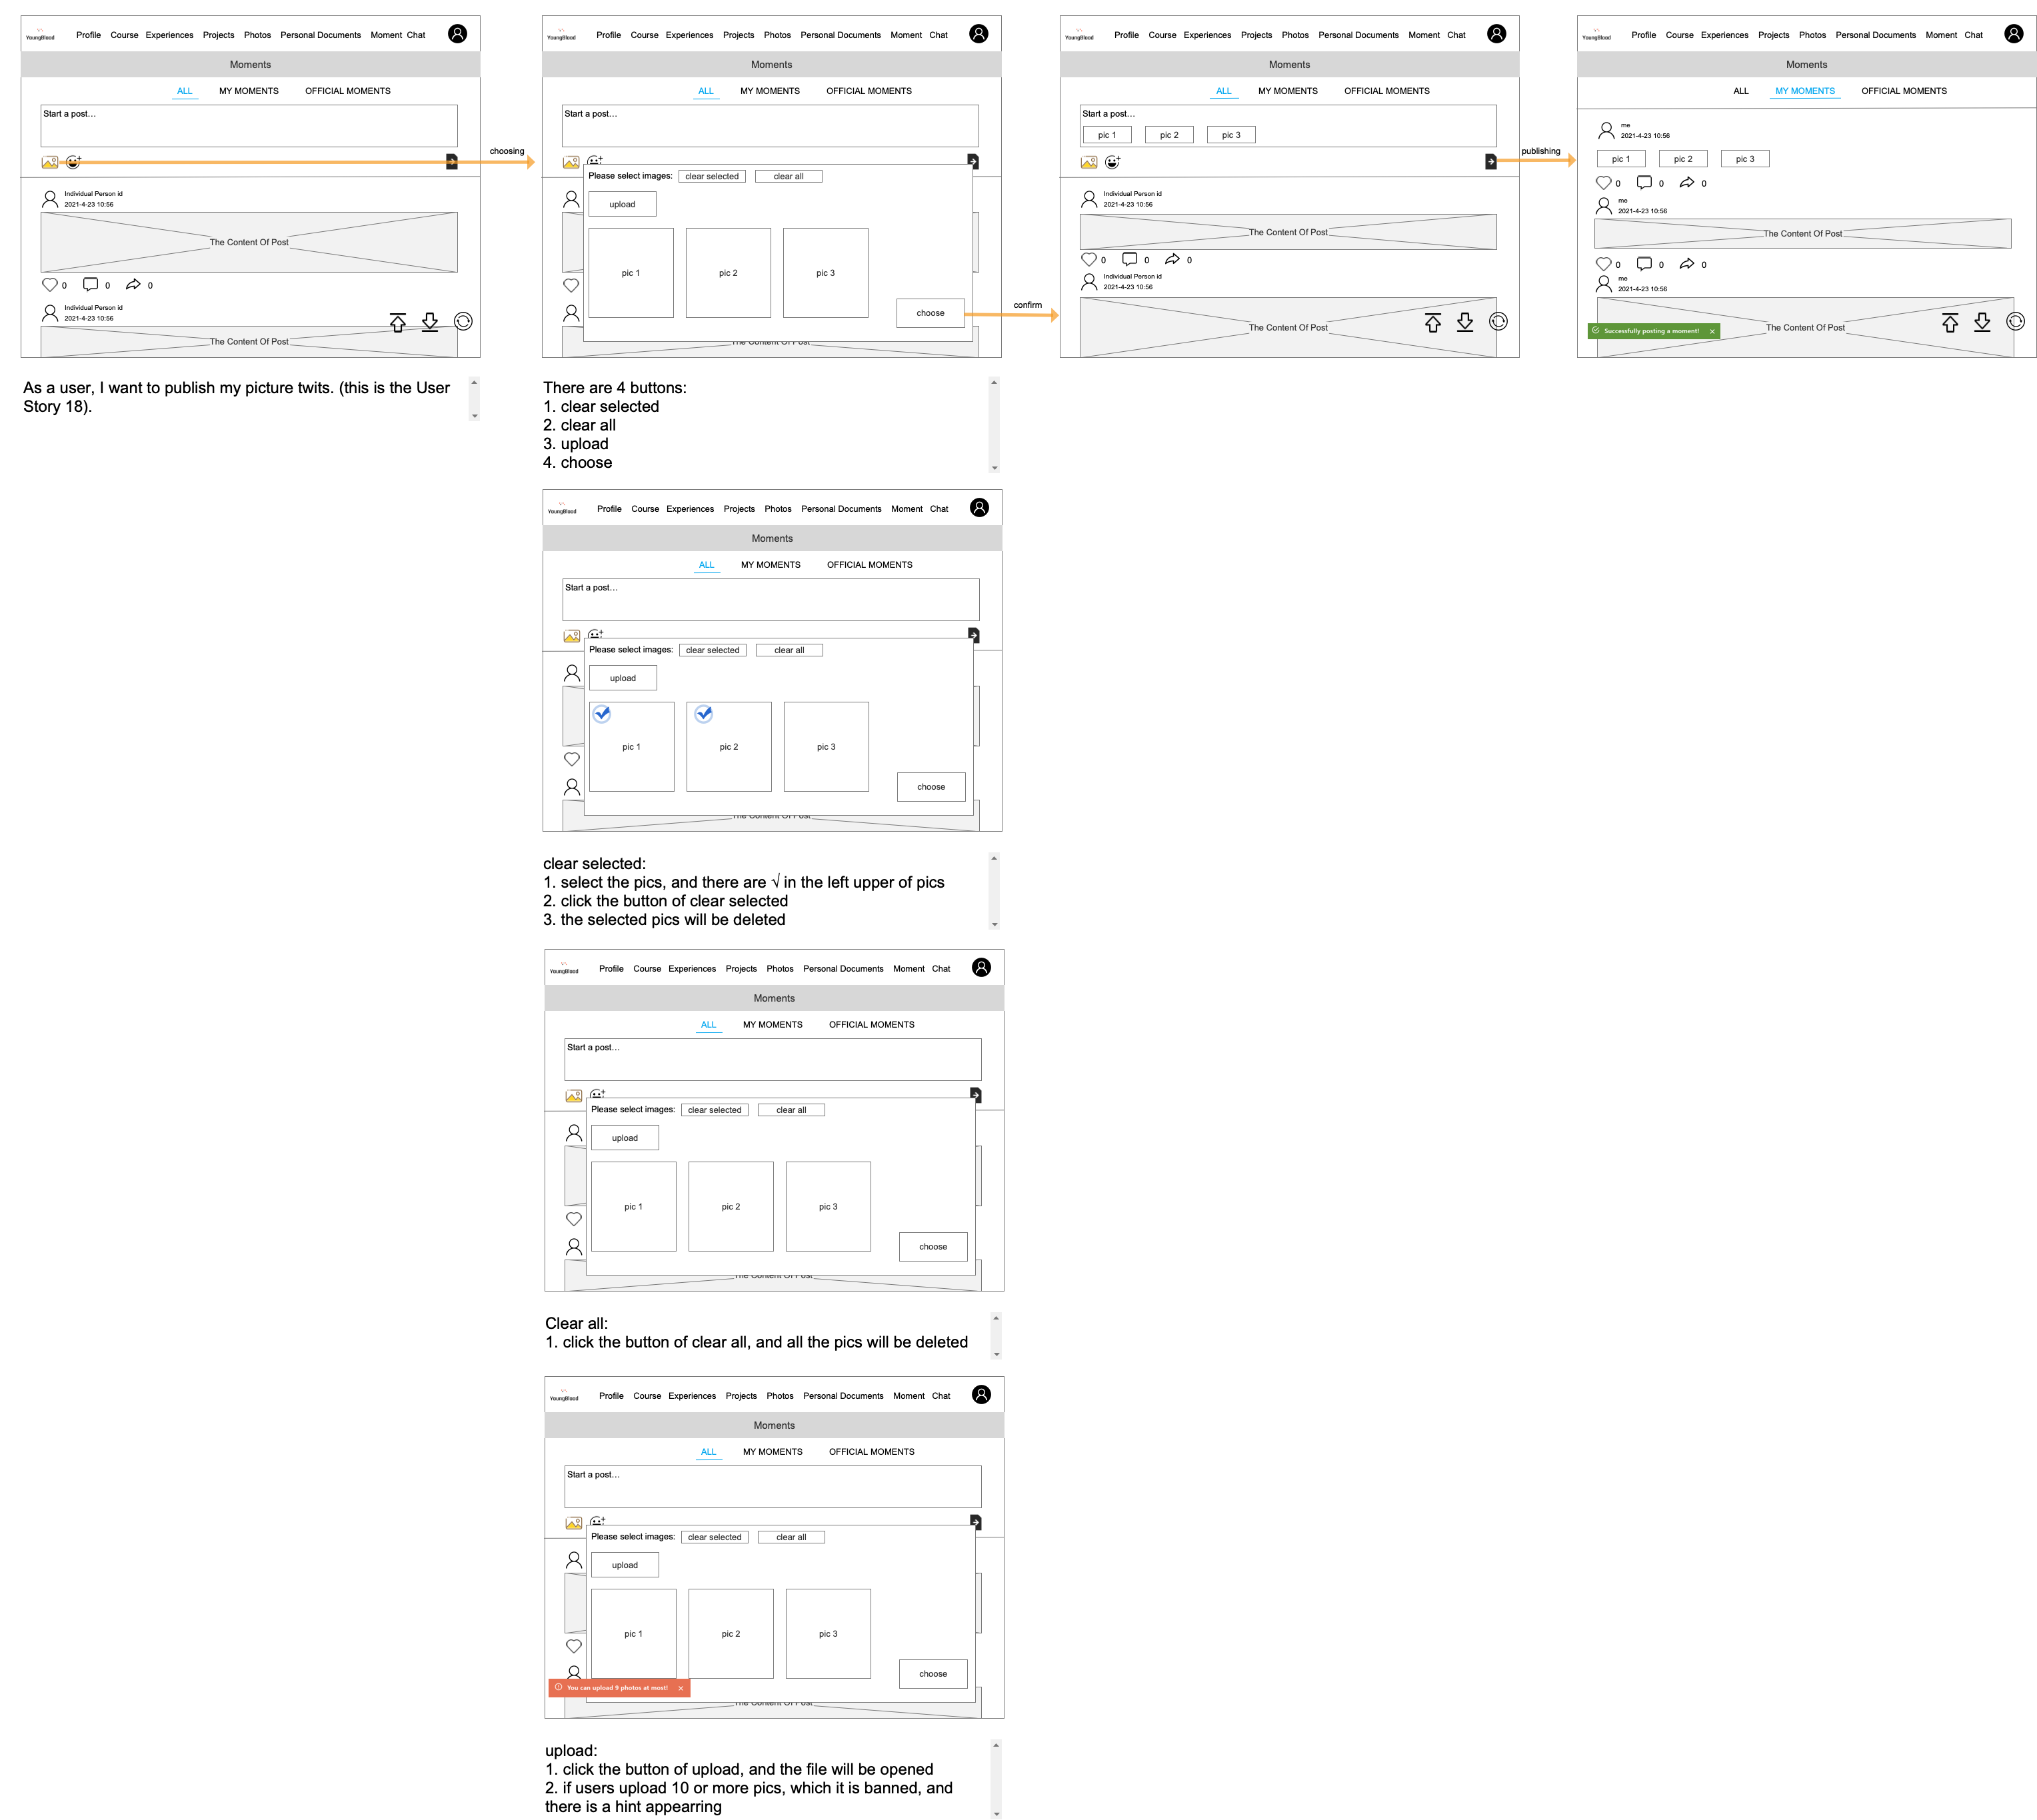 YoungBlood Profile Course Experiences Projects Photos Personal Documents Moment Chat
Moments
ALL MY MOMENTS OFFICIAL MOMENTS
Start a post...
choosing
Individual Person id
2021-4-23 10:56
The Content Of Post
0 0 0
Individual Person id
2021-4-23 10:56
The Content Of Post
As a user, I want to publish my picture twits. (this is the User
Story 18).
YoungBlood Profile Course Experiences Projects Photos Personal Documents Moment Chat
Moments
ALL MY MOMENTS OFFICIAL MOMENTS
Start a post...
Please select images: clear selected clear all
upload
pic 1 pic 2 pic 3
choose
confirm
The Content Of Post
There are 4 buttons:
1. clear selected
2. clear all
3. upload
4. choose
YoungBlood Profile Course Experiences Projects Photos Personal Documents Moment Chat
Moments
ALL MY MOMENTS OFFICIAL MOMENTS
Start a post...
pic 1 pic 2 pic 3
publishing
Individual Person id
2021-4-23 10:56
The Content Of Post
0 0 0
Individual Person id
2021-4-23 10:56
The Content Of Post
YoungBlood Profile Course Experiences Projects Photos Personal Documents Moment Chat
Moments
ALL MY MOMENTS OFFICIAL MOMENTS
me
2021-4-23 10:56
pic 1 pic 2 pic 3
0 0 0
me
2021-4-23 10:56
The Content Of Post
0 0 0
me
2021-4-23 10:56
The Content Of Post
Successfully posting a moment!
YoungBlood Profile Course Experiences Projects Photos Personal Documents Moment Chat
Moments
ALL MY MOMENTS OFFICIAL MOMENTS
Start a post...
Please select images: clear selected clear all
upload
pic 1 pic 2 pic 3
choose
The Content Of Post
clear selected:
1. select the pics, and there are √ in the left upper of pics
2. click the button of clear selected
3. the selected pics will be deleted
YoungBlood Profile Course Experiences Projects Photos Personal Documents Moment Chat
Moments
ALL MY MOMENTS OFFICIAL MOMENTS
Start a post...
Please select images: clear selected clear all
upload
pic 1 pic 2 pic 3
choose
The Content Of Post
Clear all:
1. click the button of clear all, and all the pics will be deleted
YoungBlood Profile Course Experiences Projects Photos Personal Documents Moment Chat
Moments
ALL MY MOMENTS OFFICIAL MOMENTS
Start a post...
Please select images: clear selected clear all
upload
pic 1 pic 2 pic 3
choose
You can upload 9 photos at most!
The Content Of Post
upload:
1. click the button of upload, and the file will be opened
2. if users upload 10 or more pics, which it is banned, and
there is a hint appearring